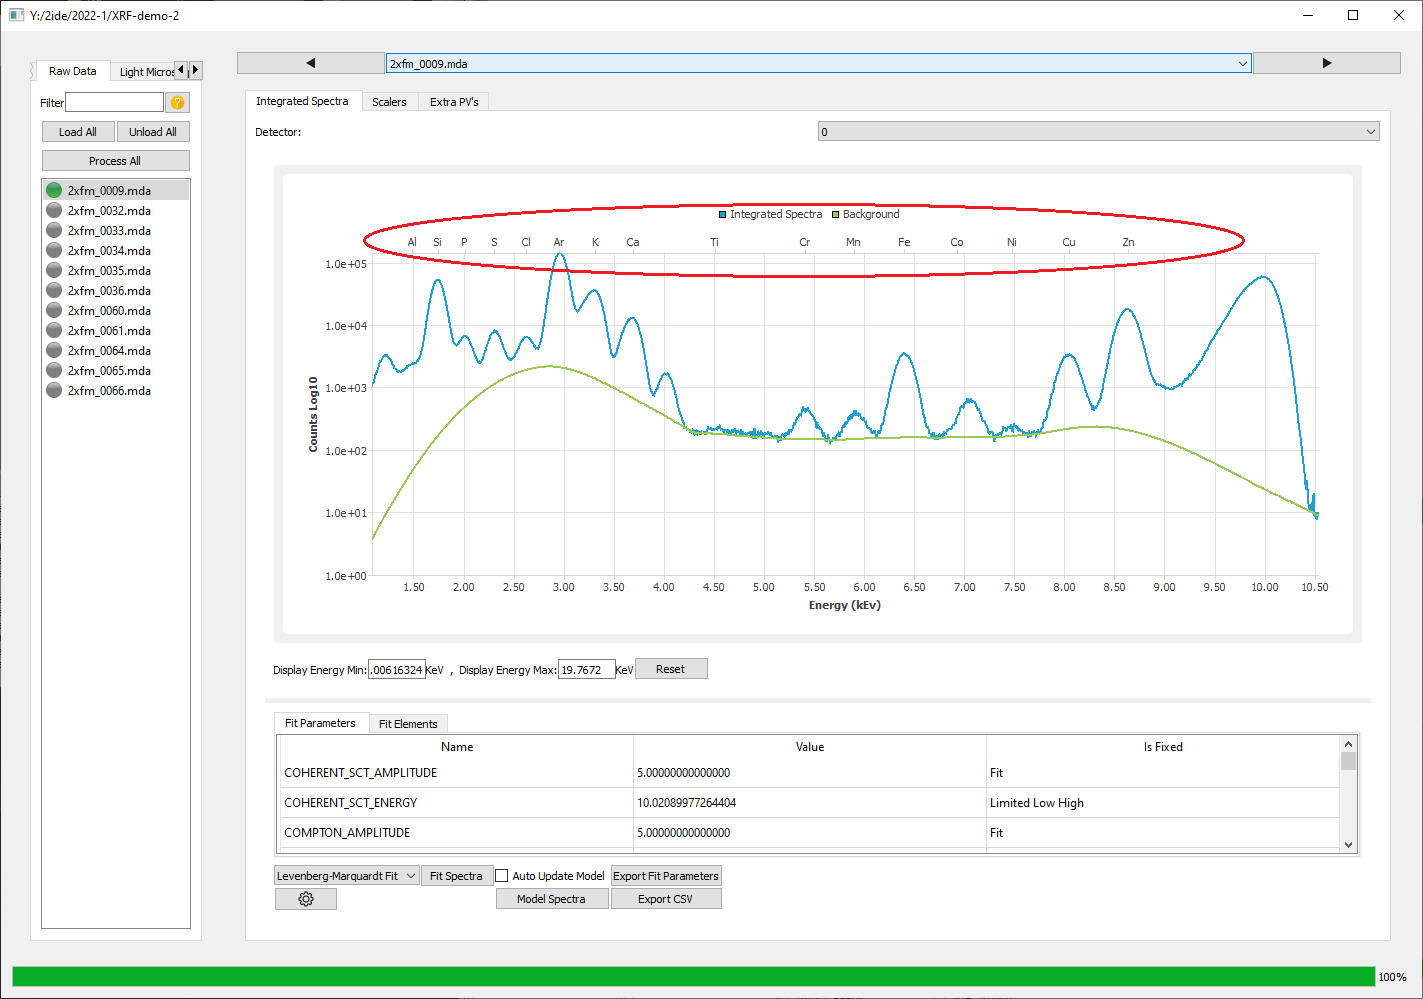 Y:/2ide/2022-1/XRF-demo-2
Raw Data Light Micros
2xfm_0009.mda
Filter
Load All Unload All
Process All
2xfm_0009.mda
2xfm_0032.mda
2xfm_0033.mda
2xfm_0034.mda
2xfm_0035.mda
2xfm_0036.mda
2xfm_0060.mda
2xfm_0061.mda
2xfm_0064.mda
2xfm_0065.mda
2xfm_0066.mda
Integrated Spectra Scalers Extra PV's
Detector: 0
Integrated Spectra Background
Al Si P S Cl Ar K Ca Ti Cr Mn Fe Co Ni Cu Zn
1.0e+05
1.0e+04
1.0e+03
1.0e+02
1.0e+01
1.0e+00
Counts Log10
1.50 2.00 2.50 3.00 3.50 4.00 4.50 5.00 5.50 6.00 6.50 7.00 7.50 8.00 8.50 9.00 9.50 10.00 10.50
Energy (kEv)
Display Energy Min: .00616324 KeV , Display Energy Max: 19.7672 KeV Reset
Fit Parameters Fit Elements
Name Value Is Fixed
COHERENT_SCT_AMPLITUDE 5.00000000000000 Fit
COHERENT_SCT_ENERGY 10.02089977264404 Limited Low High
COMPTON_AMPLITUDE 5.00000000000000 Fit
Levenberg-Marquardt Fit Fit Spectra Auto Update Model Export Fit Parameters
Model Spectra Export CSV
100%